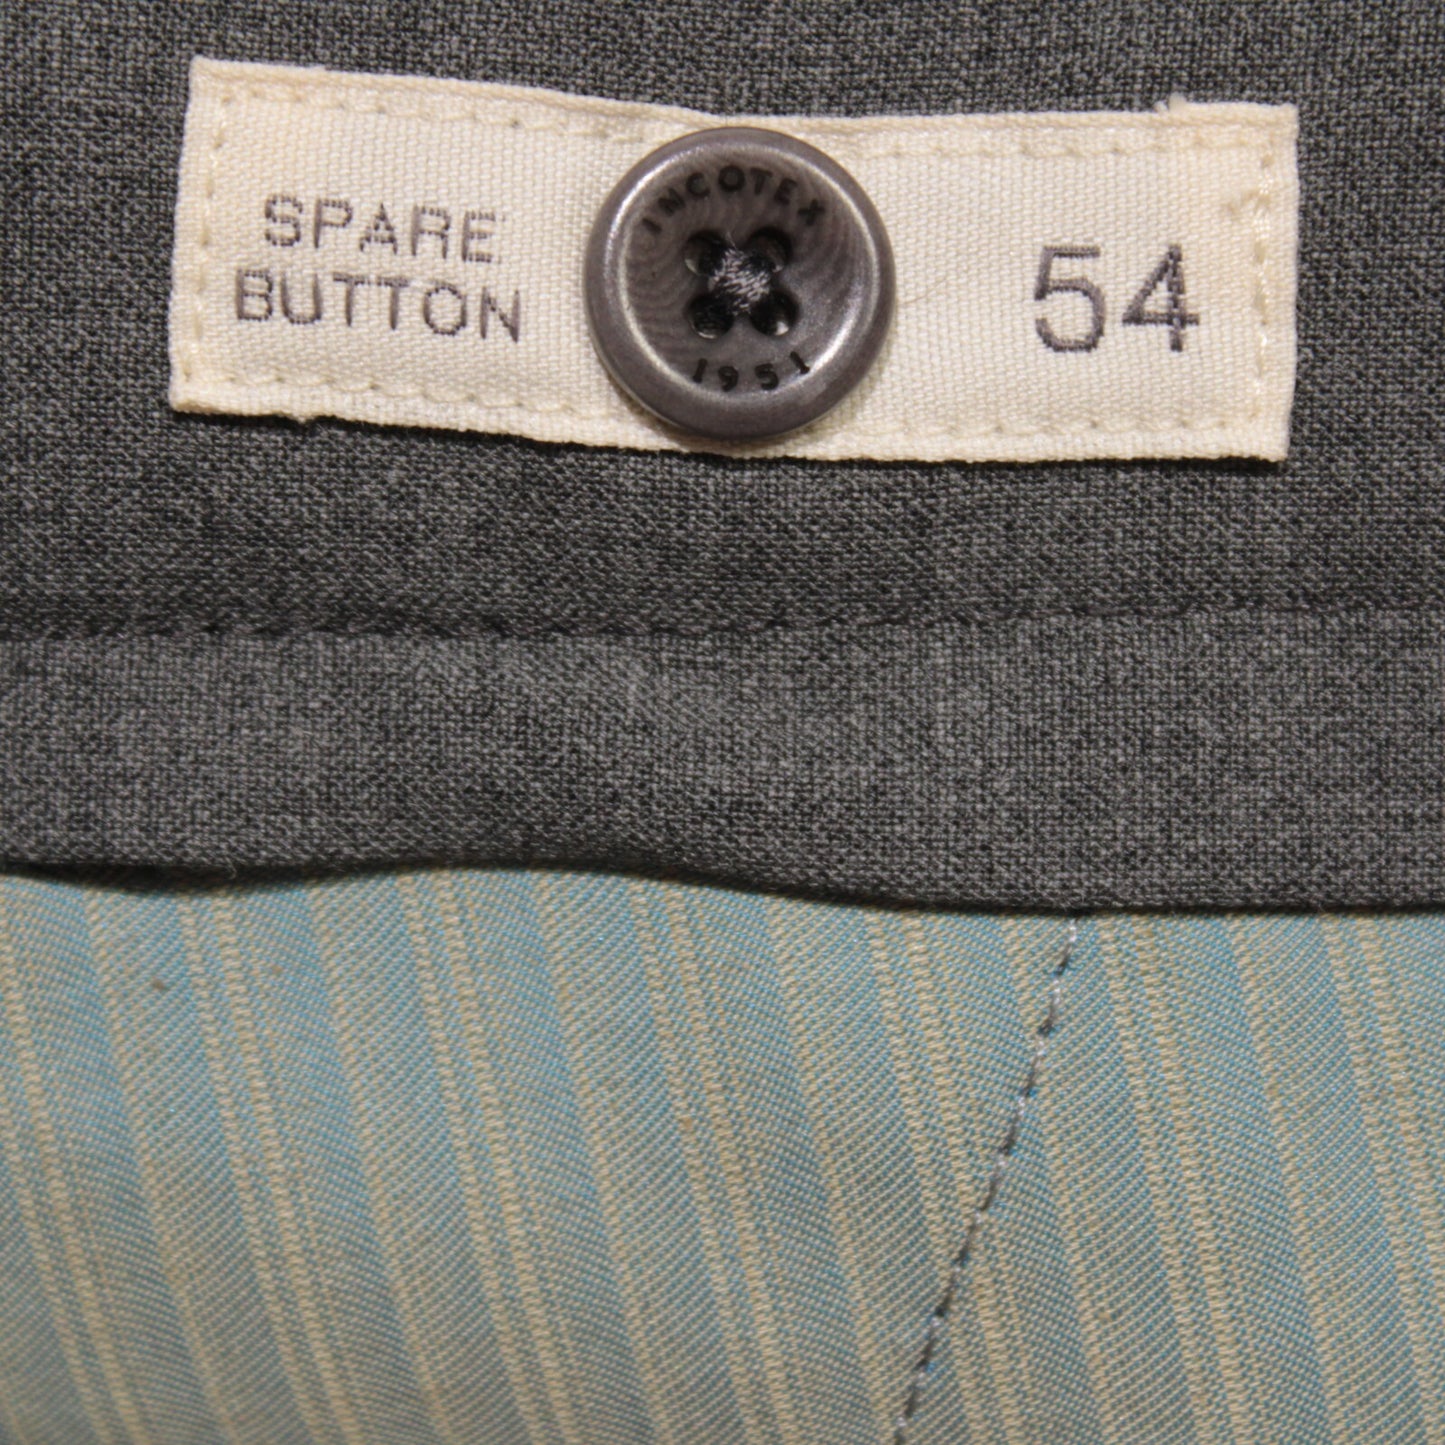 SPARE
BUTTON
INCOTEX
1951
54